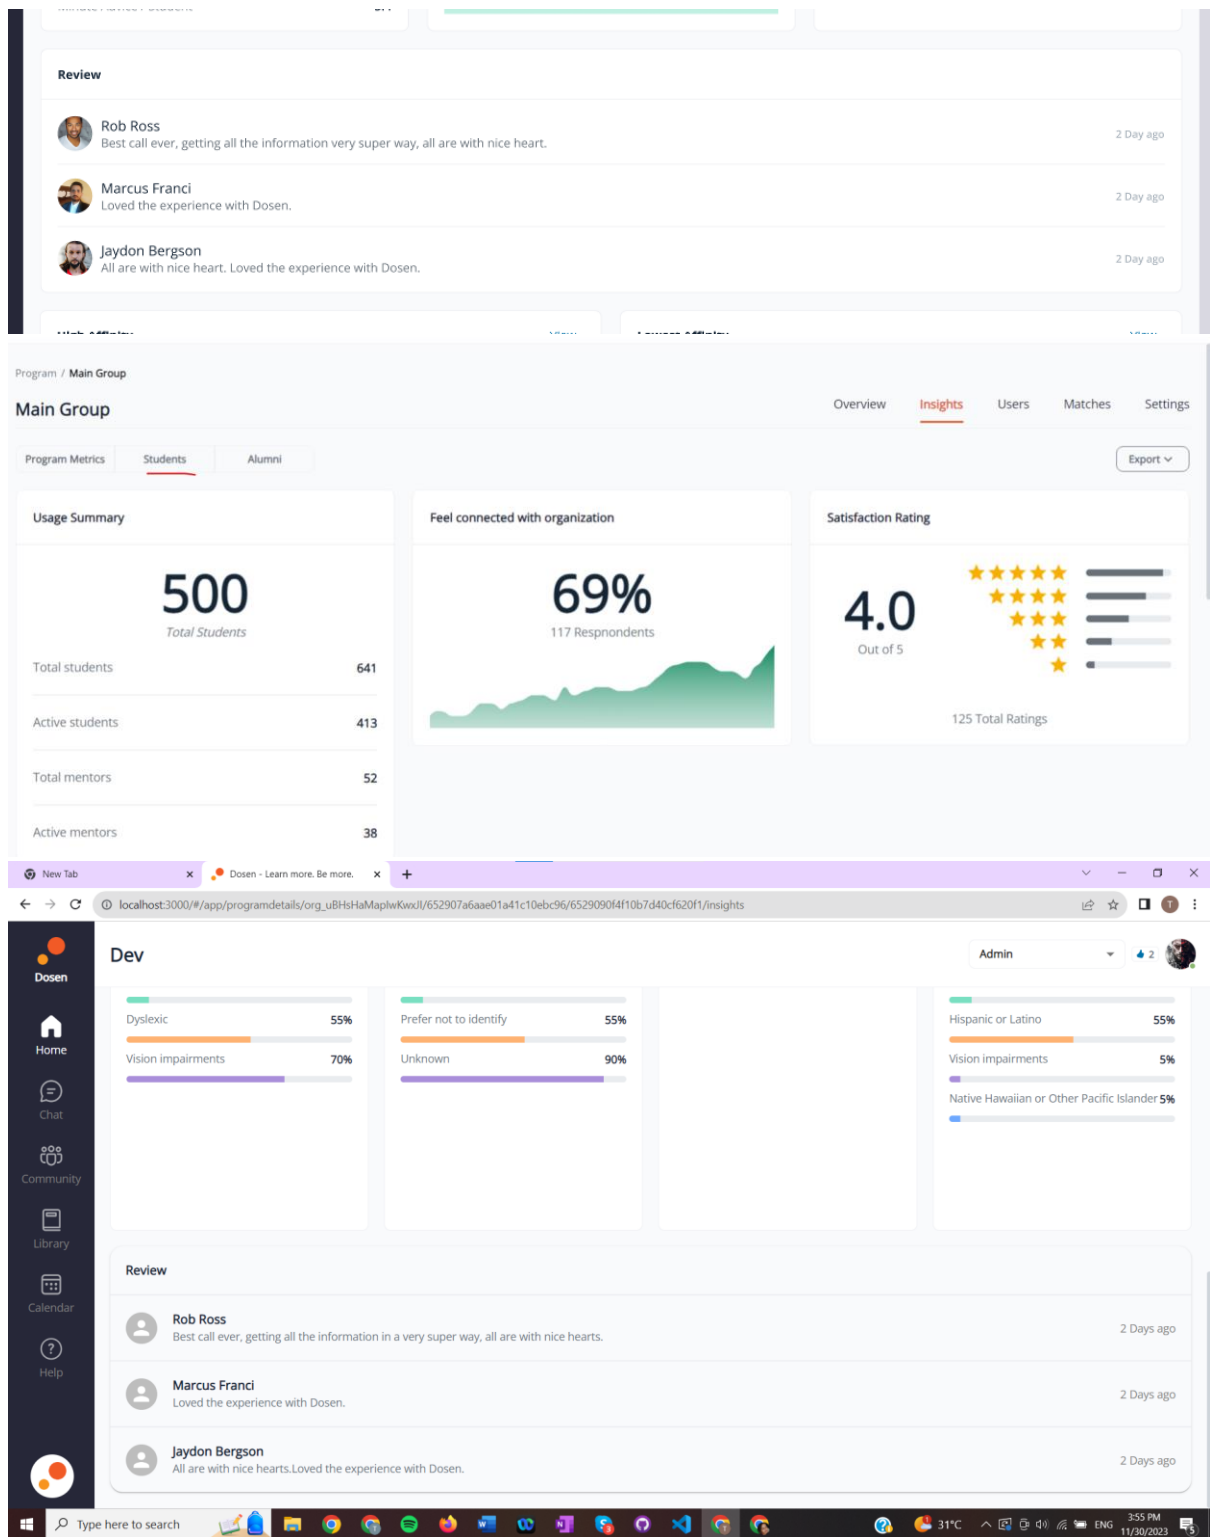 Review
Rob Ross
Best call ever, getting all the information very super way, all are with nice heart.
2 Day ago
Marcus Franci
Loved the experience with Dosen.
2 Day ago
Jaydon Bergson
All are with nice heart. Loved the experience with Dosen.
2 Day ago
Program / Main Group
Main Group
Overview Insights Users Matches Settings
Program Metrics Students Alumni
Export
Usage Summary
500
Total Students
Total students 641
Active students 413
Total mentors 52
Active mentors 38
Feel connected with organization
69%
117 Respnondents
Satisfaction Rating
4.0
Out of 5
125 Total Ratings
New Tab
Dosen - Learn more. Be more.
localhost:3000/#/app/programdetails/org_uBHsHaMapIwKwxJI/652907a6aae01a41c10ebc96/6529090f4f10b7d40cf620f1/insights
T
Dosen
Home
Chat
Community
Library
Calendar
Help
Dev
Admin
2
Dyslexic 55%
Vision impairments 70%
Prefer not to identify 55%
Unknown 90%
Hispanic or Latino 55%
Vision impairments 5%
Native Hawaiian or Other Pacific Islander 5%
Review
Rob Ross
Best call ever, getting all the information in a very super way, all are with nice hearts.
2 Days ago
Marcus Franci
Loved the experience with Dosen.
2 Days ago
Jaydon Bergson
All are with nice hearts.Loved the experience with Dosen.
2 Days ago
Type here to search
31°C
ENG
3:55 PM
11/30/2023
5